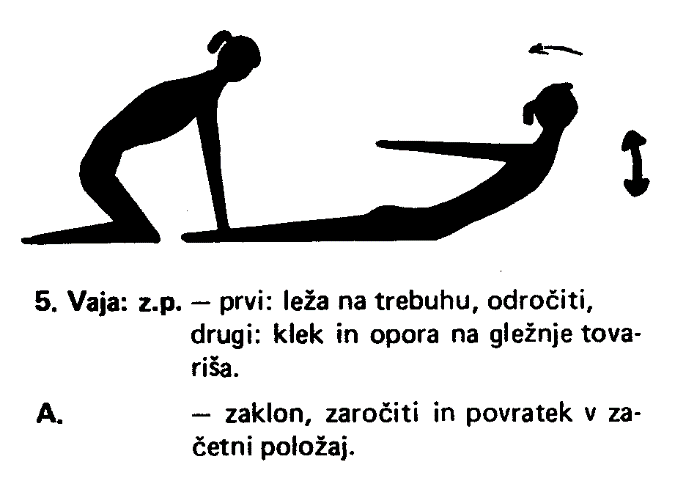 5. Vaja: z.p. — prvi: leža na trebuhu, odročiti,
drugi: klek in opora na gležnje tova-
riša.
A. — zaklon, zaročiti in povratek v za-
četni položaj.